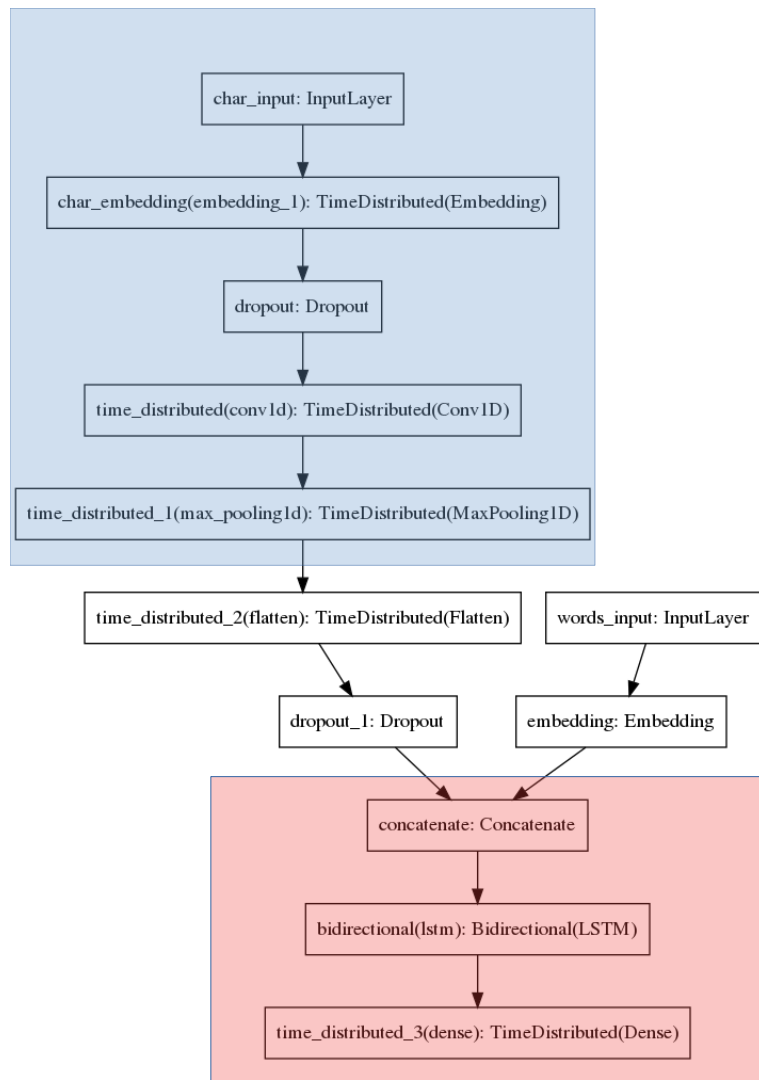 char_input: InputLayer
char_embedding(embedding_1): TimeDistributed(Embedding)
dropout: Dropout
time_distributed(conv1d): TimeDistributed(Conv1D)
time_distributed_1(max_pooling1d): TimeDistributed(MaxPooling1D)
time_distributed_2(flatten): TimeDistributed(Flatten)
words_input: InputLayer
dropout_1: Dropout
embedding: Embedding
concatenate: Concatenate
bidirectional(lstm): Bidirectional(LSTM)
time_distributed_3(dense): TimeDistributed(Dense)